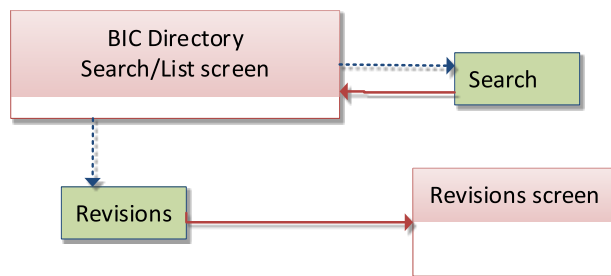 BIC Directory
Search/List screen
Search
Revisions
Revisions screen